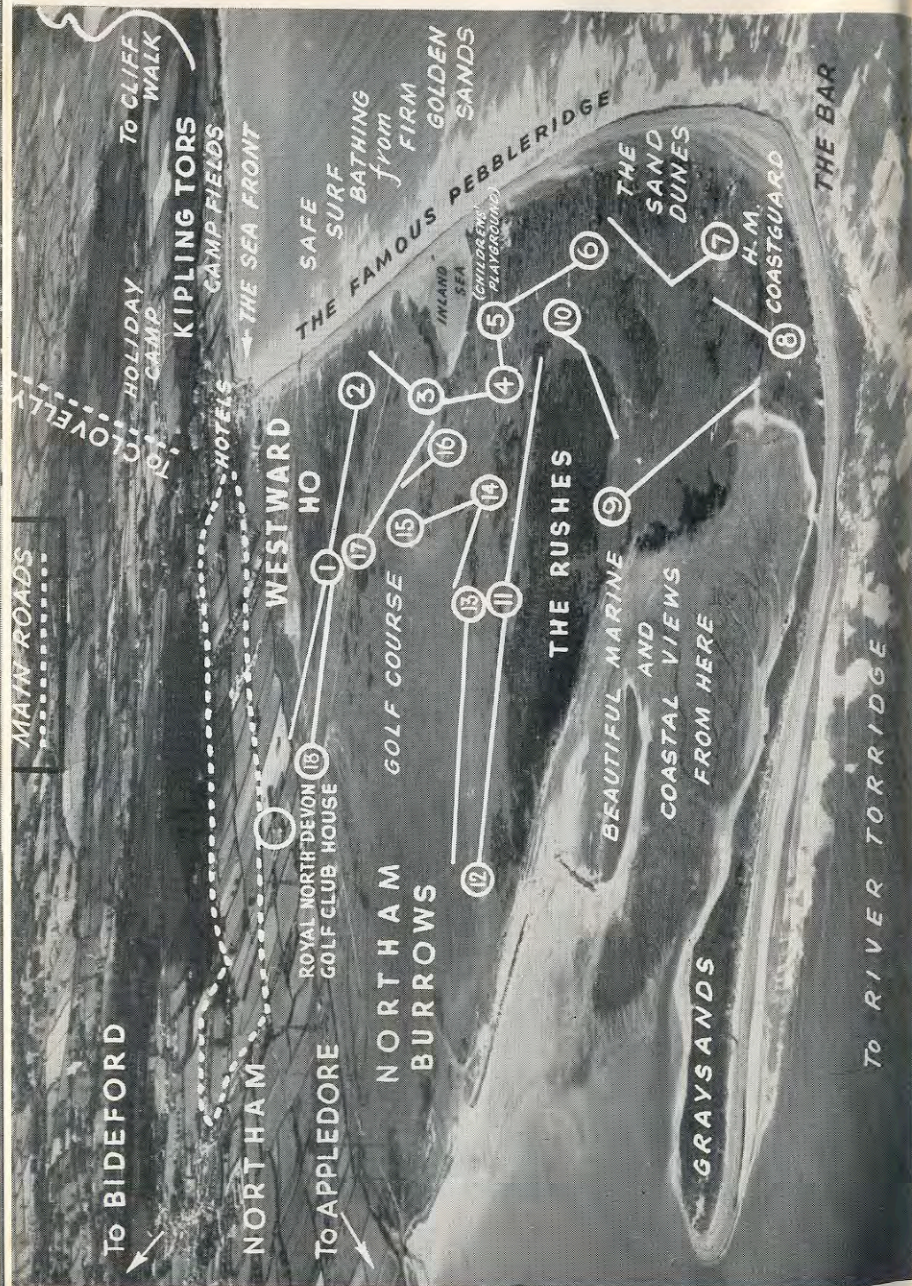 MAIN ROADS
To BIDEFORD
To CLOVELLY
HOLIDAY
CAMP
To CLIFF
WALK
KIPLING TORS
CAMP FIELDS
THE SEA FRONT
HOTELS
NORTHAM
WESTWARD
HO
SAFE
SURF
BATHING
from
FIRM
GOLDEN
SANDS
To APPLEDORE
ROYAL NORTH DEVON
GOLF CLUB HOUSE
18
1
2
THE FAMOUS PEBBLERIDGE
17
3
16
15
INLAND
SEA
(CHILDRENS'
PLAYGROUND)
GOLF COURSE
NORTHAM
BURROWS
14
4
5
13
11
12
10
6
THE RUSHES
THE
SAND
DUNES
9
7
8
H.M.
COASTGUARD
THE BAR
BEAUTIFUL MARINE
AND
COASTAL VIEWS
FROM HERE
GRAYSANDS
To RIVER TORRIDGE